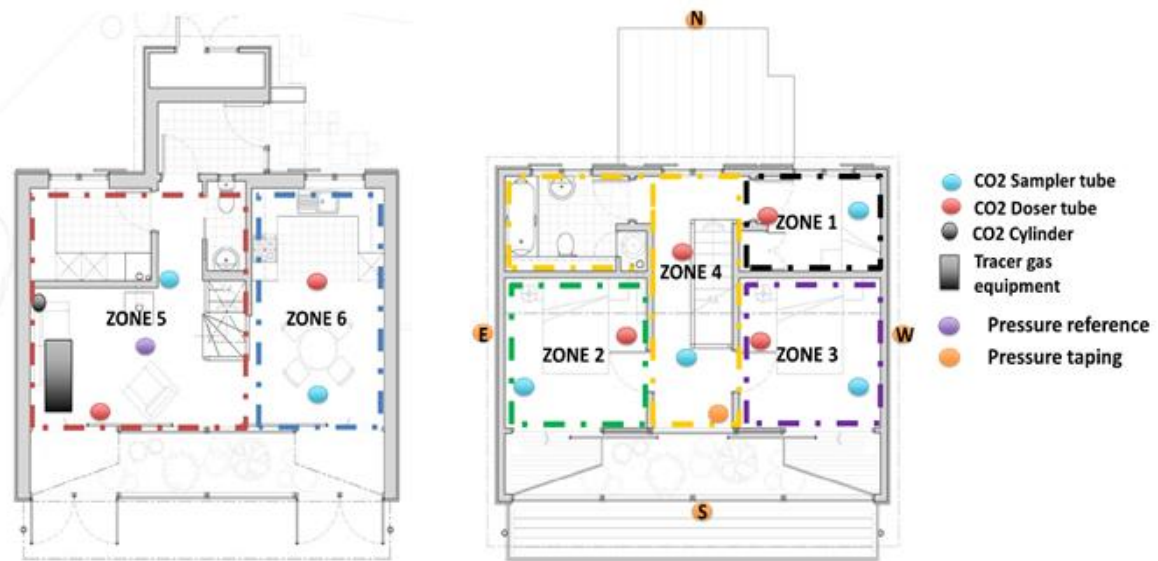 N
CO2 Sampler tube
CO2 Doser tube
CO2 Cylinder
Tracer gas
equipment
Pressure reference
Pressure taping
ZONE 1
ZONE 4
ZONE 5
ZONE 6
E
ZONE 2
ZONE 3
W
S